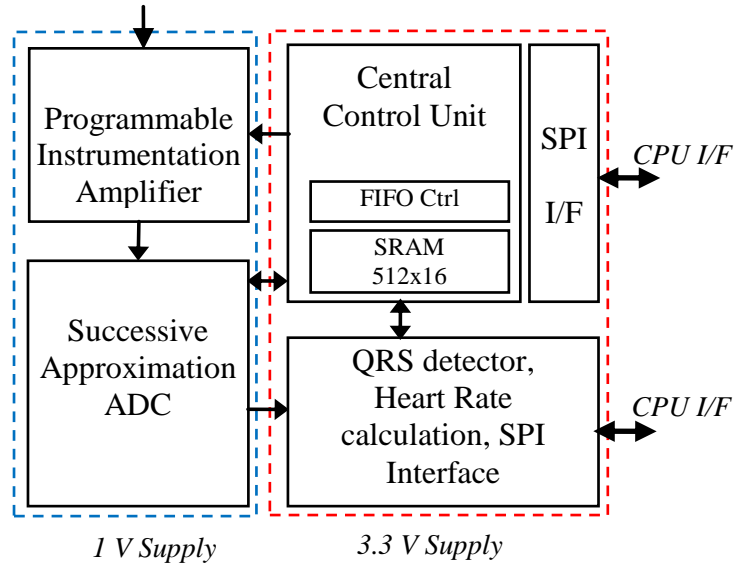 Programmable
Instrumentation
Amplifier
Successive
Approximation
ADC
1 V Supply
Central
Control Unit
FIFO Ctrl
SRAM
512x16
SPI
I/F
CPU I/F
QRS detector,
Heart Rate
calculation, SPI
Interface
CPU I/F
3.3 V Supply